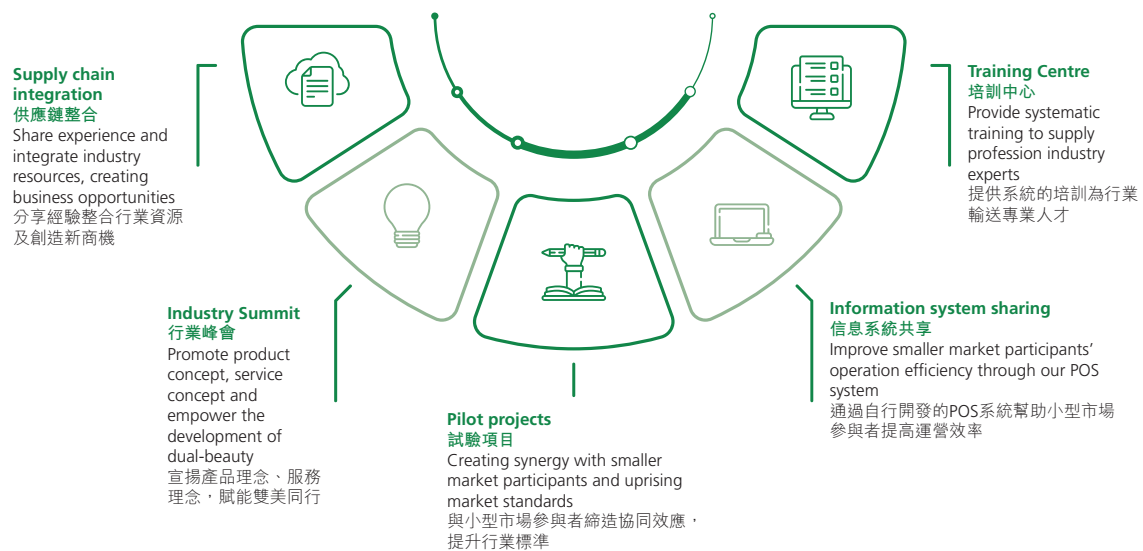 Supply chain
integration
供應鏈整合
Share experience and
integrate industry
resources, creating
business opportunities
分享經驗整合行業資源
及創造新商機
Industry Summit
行業峰會
Promote product
concept, service
concept and
empower the
development of
dual-beauty
宣揚產品理念、服務
理念，賦能雙美同行
Pilot projects
試驗項目
Creating synergy with smaller
market participants and uprising
market standards
與小型市場參與者締造協同效應，
提升行業標準
Information system sharing
信息系統共享
Improve smaller market participants’
operation efficiency through our POS
system
通過自行開發的POS系統幫助小型市場
參與者提高運營效率
Training Centre
培訓中心
Provide systematic
training to supply
profession industry
experts
提供系統的培訓為行業
輸送專業人才